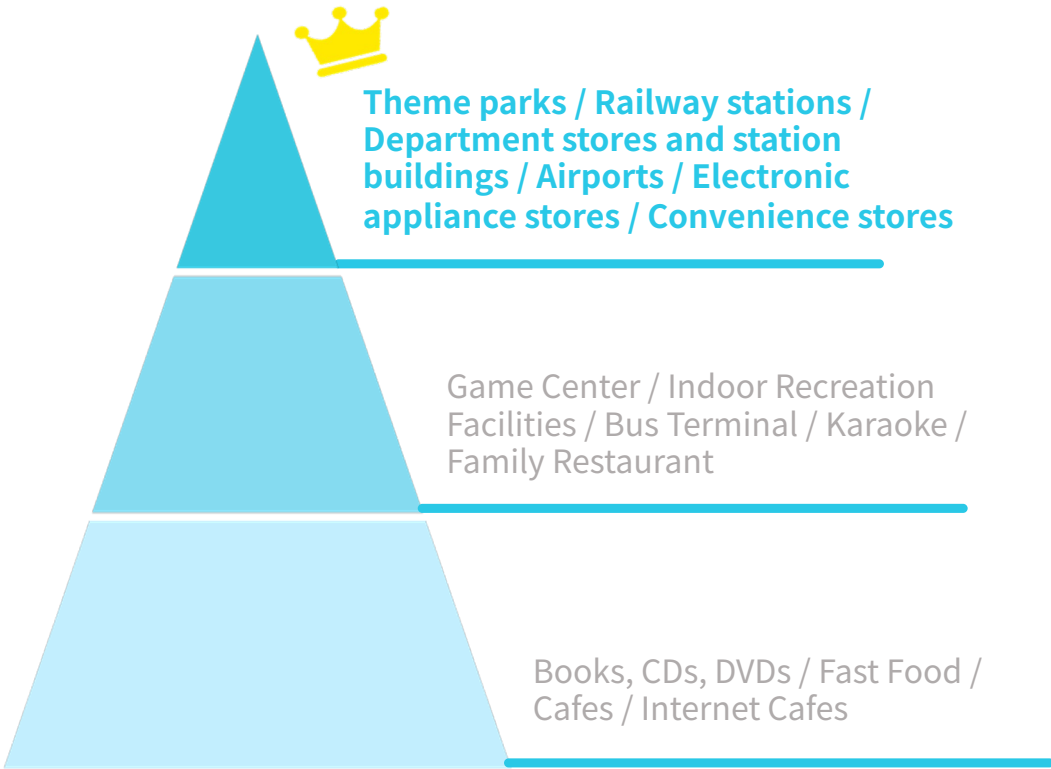 Theme parks / Railway stations /
Department stores and station
buildings / Airports / Electronic
appliance stores / Convenience stores
Game Center / Indoor Recreation
Facilities / Bus Terminal / Karaoke /
Family Restaurant
Books, CDs, DVDs / Fast Food /
Cafes / Internet Cafes